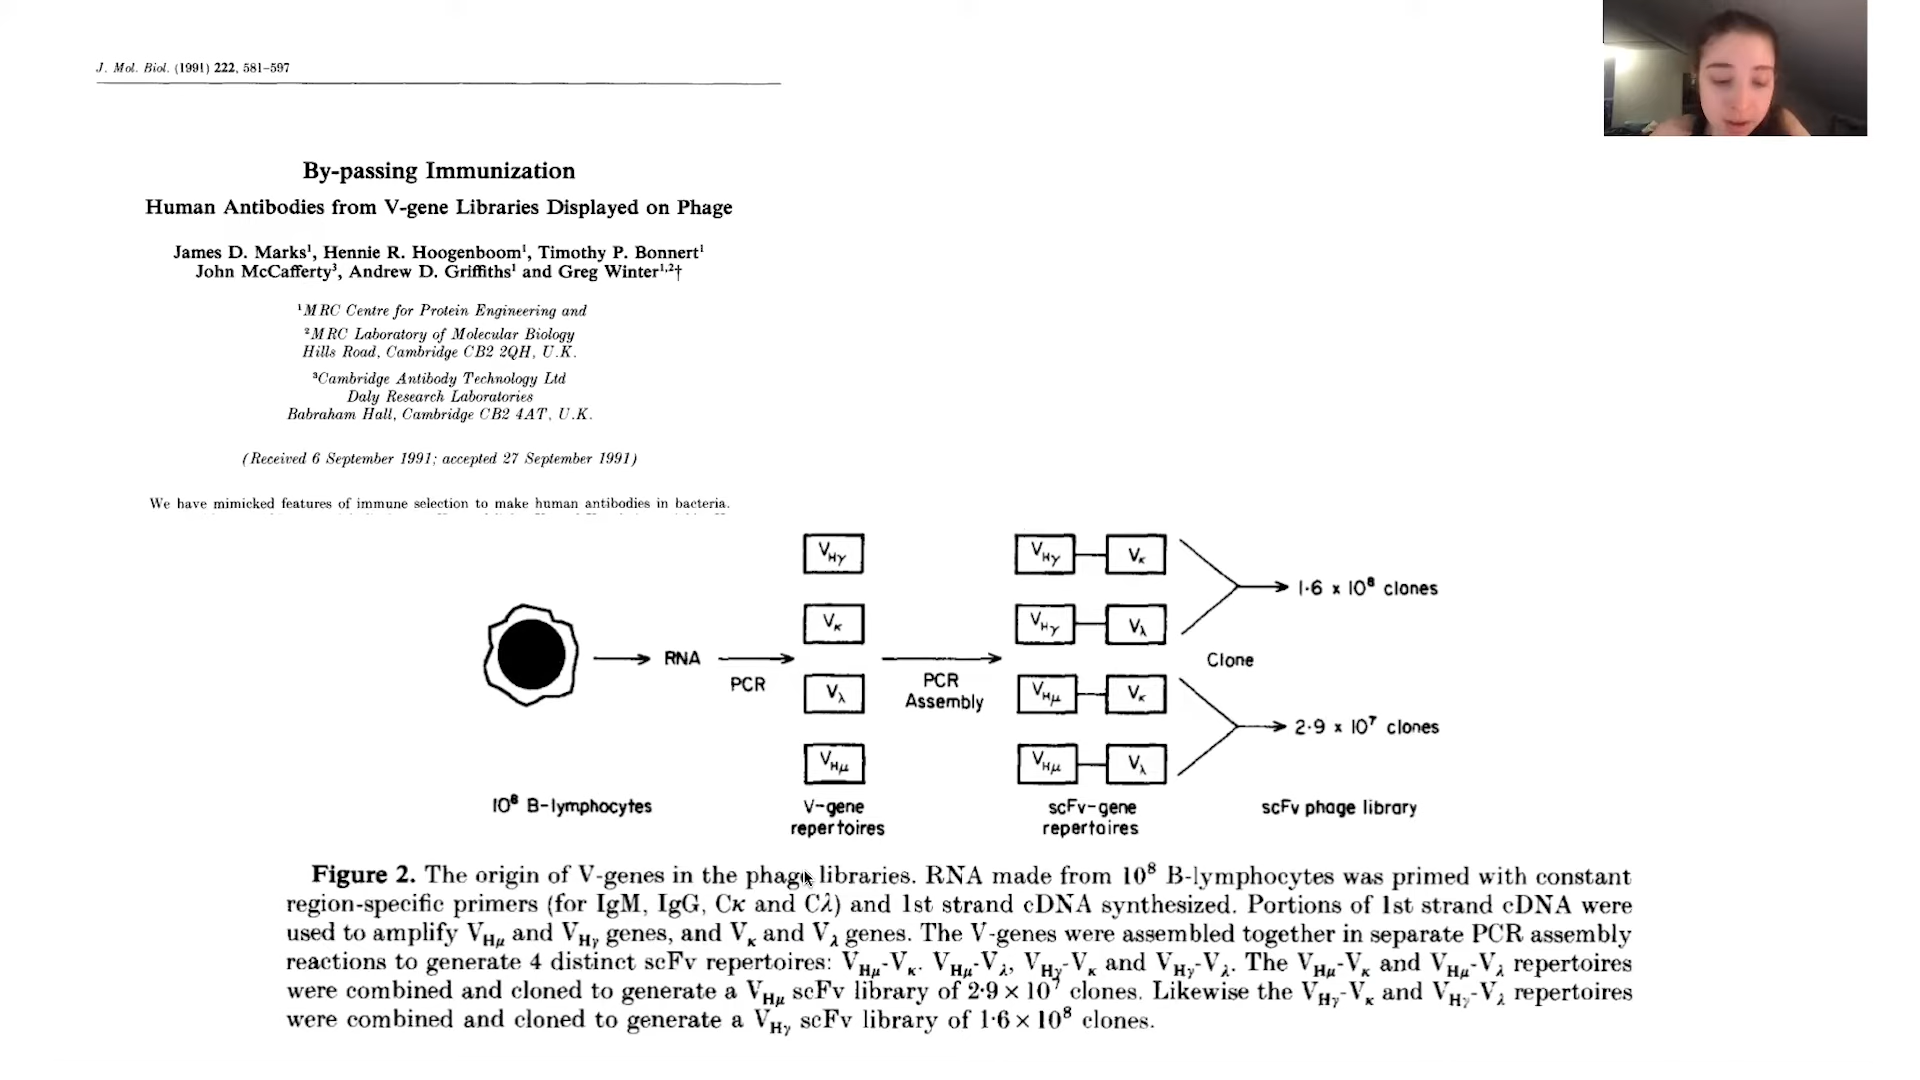 J. Mol. Biol. (1991) 222, 581–597
By-passing Immunization
Human Antibodies from V-gene Libraries Displayed on Phage
James D. Marks¹, Hennie R. Hoogenboom¹, Timothy P. Bonnert¹
John McCafferty³, Andrew D. Griffiths¹ and Greg Winter¹,²†
¹MRC Centre for Protein Engineering and
²MRC Laboratory of Molecular Biology
Hills Road, Cambridge CB2 2QH, U.K.
³Cambridge Antibody Technology Ltd
Daly Research Laboratories
Babraham Hall, Cambridge CB2 4AT, U.K.
(Received 6 September 1991; accepted 27 September 1991)
We have mimicked features of immune selection to make human antibodies in bacteria.
VHγ
VHγ Vκ
1·6 x 10⁸ clones
Vκ
VHγ Vλ
RNA
PCR
PCR
Assembly
Clone
Vλ
VHμ Vκ
2·9 x 10⁷ clones
VHμ
VHμ Vλ
10⁸ B-lymphocytes
V-gene
repertoires
scFv-gene
repertoires
scFv phage library
Figure 2. The origin of V-genes in the phage libraries. RNA made from 10⁸ B-lymphocytes was primed with constant
region-specific primers (for IgM, IgG, Cκ and Cλ) and 1st strand cDNA synthesized. Portions of 1st strand cDNA were
used to amplify VHμ and VHγ genes, and Vκ and Vλ genes. The V-genes were assembled together in separate PCR assembly
reactions to generate 4 distinct scFv repertoires: VHμ-Vκ. VHμ-Vλ, VHγ-Vκ and VHγ-Vλ. The VHμ-Vκ and VHμ-Vλ repertoires
were combined and cloned to generate a VHμ scFv library of 2·9 × 10⁷ clones. Likewise the VHγ-Vκ and VHγ-Vλ repertoires
were combined and cloned to generate a VHγ scFv library of 1·6 × 10⁸ clones.